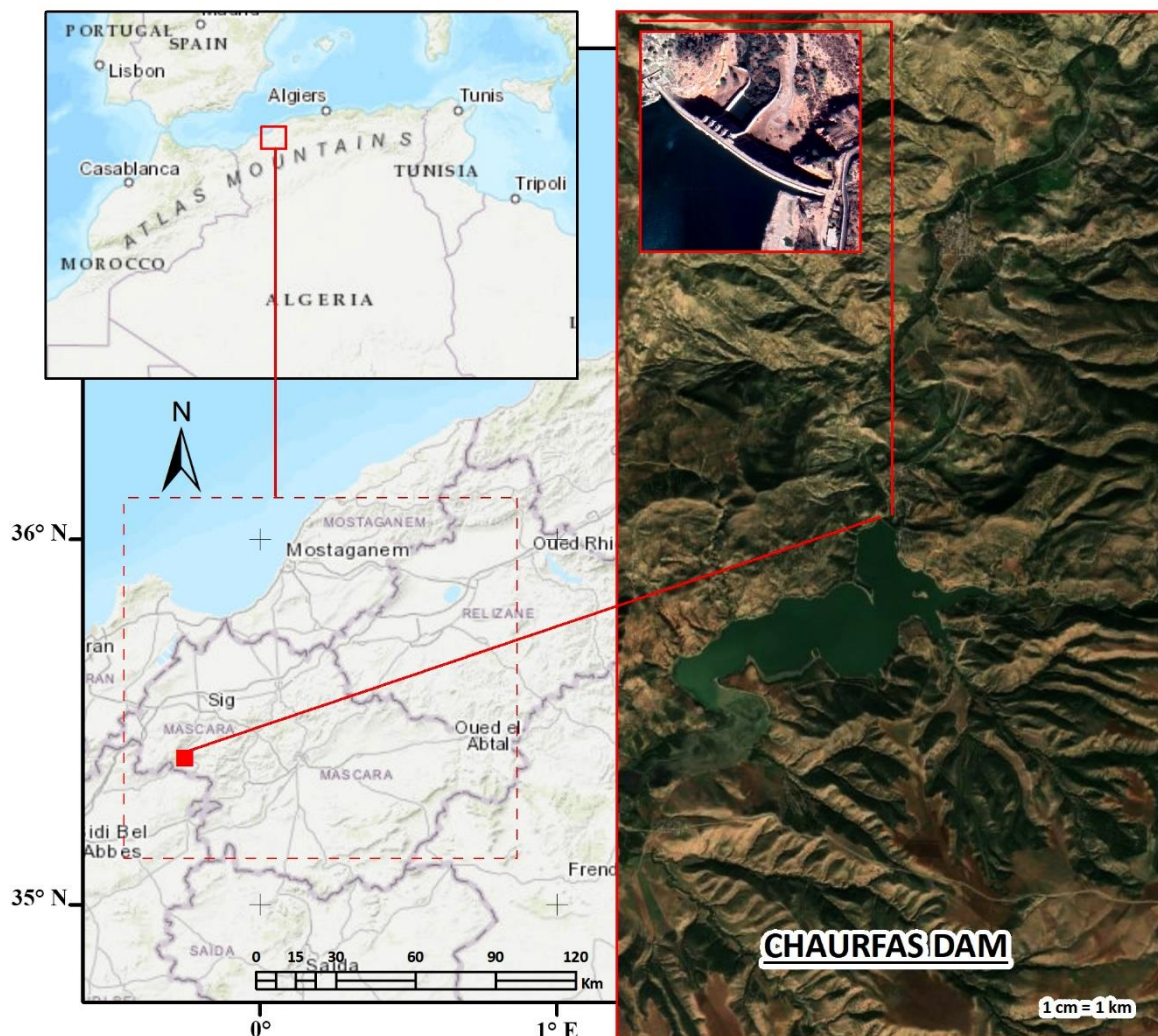 PORTUGAL
SPAIN
Lisbon
Algiers
Tunis
Casablanca
ATLAS MOUNTAINS
TUNISIA
Tripoli
MOROCCO
ALGERIA
N
36° N
MOSTAGANEM
Mostaganem
Oued Rhi
RELIZANE
ran
RAN
Sig
MASCARA
Oued el
Abtal
MASCARA
idi Bel
Abbes
Frend
35° N
SAIDA
Saida
0 15 30 60 90 120
Km
0°
1° E
CHAURFAS DAM
1 cm = 1 km